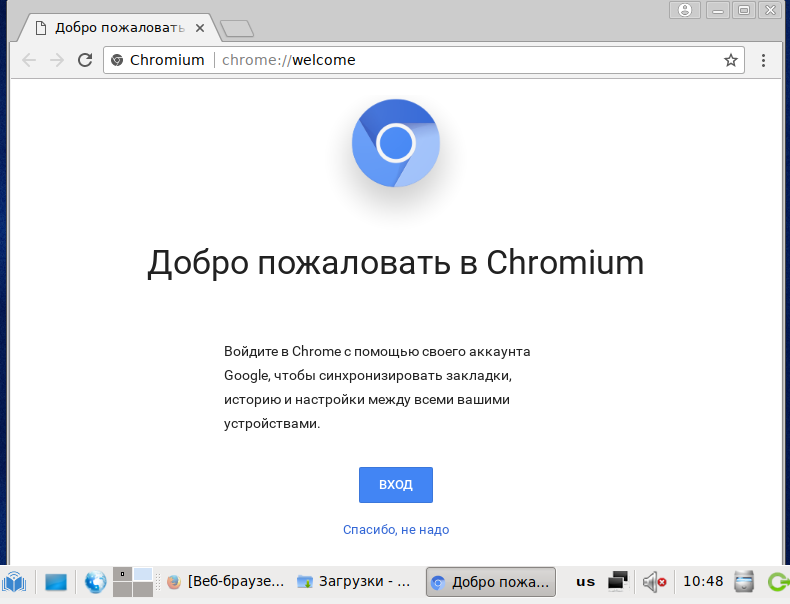 Добро пожаловать
Chromium | chrome://welcome
Добро пожаловать в Chromium
Войдите в Chrome с помощью своего аккаунта
Google, чтобы синхронизировать закладки,
историю и настройки между всеми вашими
устройствами.
ВХОД
Спасибо, не надо
[Веб-браузе... Загрузки - ... Добро пожа... us 10:48